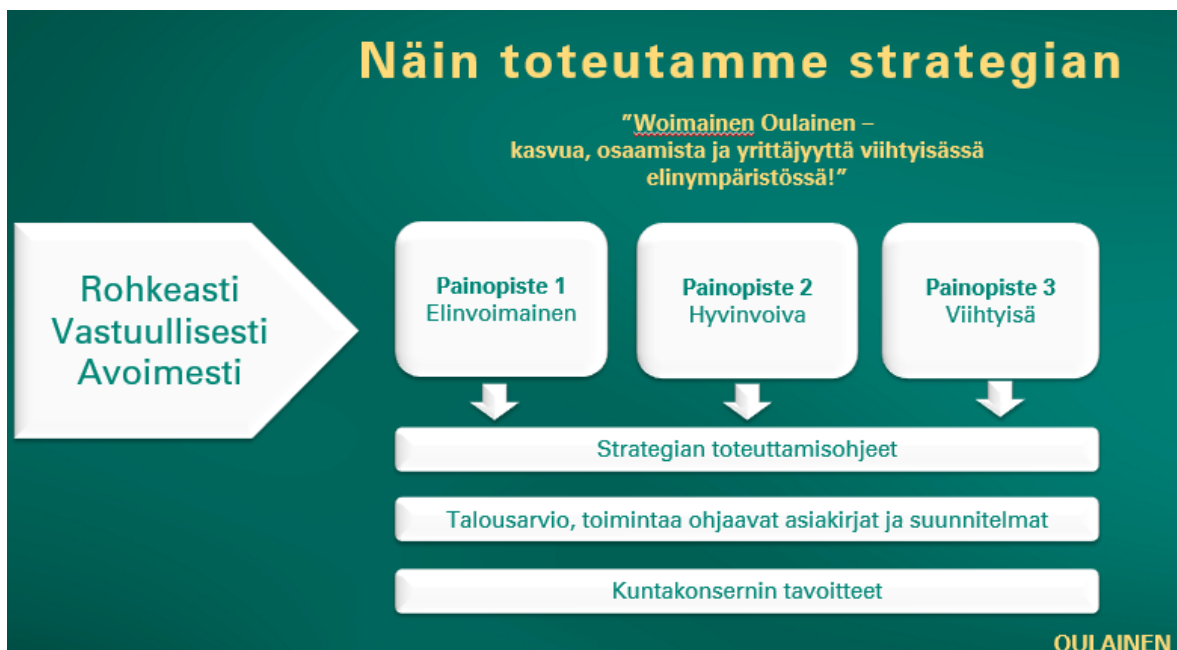 Näin toteutamme strategian
"Woimainen Oulainen –
kasvua, osaamista ja yrittäjyyttä viihtyisässä
elinympäristössä!"
Rohkeasti
Vastuullisesti
Avoimesti
Painopiste 1
Elinvoimainen
Painopiste 2
Hyvinvoiva
Painopiste 3
Viihtyisä
Strategian toteuttamisohjeet
Talousarvio, toimintaa ohjaavat asiakirjat ja suunnitelmat
Kuntakonsernin tavoitteet
OULAINEN